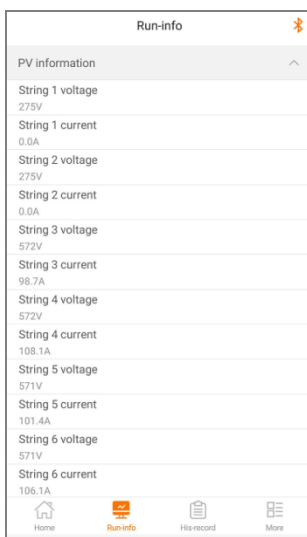 Run-info
PV information
String 1 voltage
275V
String 1 current
0.0A
String 2 voltage
275V
String 2 current
0.0A
String 3 voltage
572V
String 3 current
98.7A
String 4 voltage
572V
String 4 current
108.1A
String 5 voltage
571V
String 5 current
101.4A
String 6 voltage
571V
String 6 current
106.1A
Home Run-info His-record More